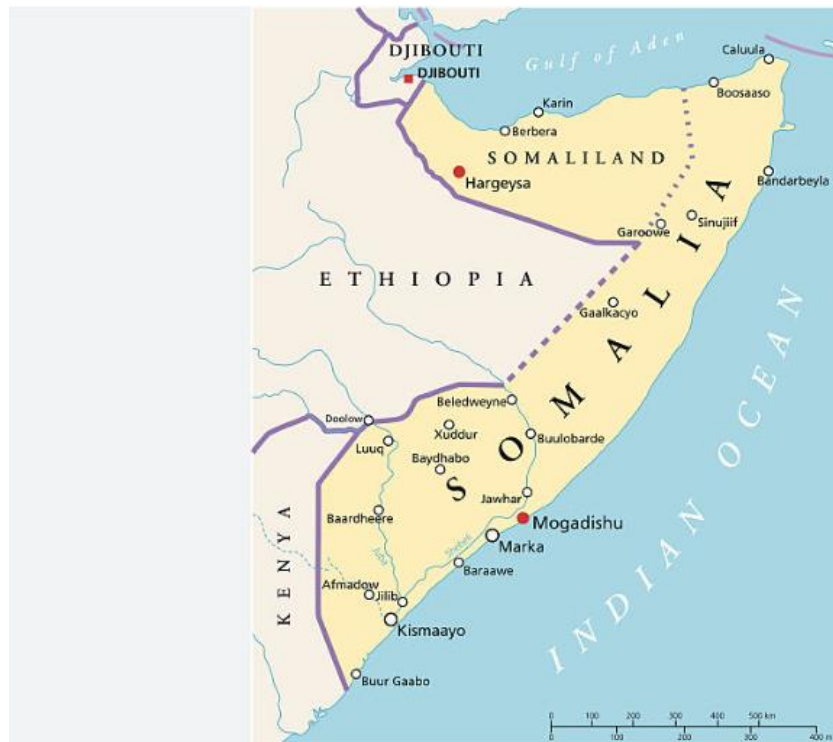 DJIBOUTI
DJIBOUTI
Gulf of Aden
Caluula
Boosaaso
Karin
Berbera
SOMALILAND
Hargeysa
Bandarbeyla
Sinujiif
Garoowe
ETHIOPIA
Gaalkacyo
SOMALIA
Beledweyne
Doolow
Xuddur
Luuq
Buulobarde
Baydhabo
Jawhar
Baardheere
Mogadishu
Marka
Shebeli
Juba
Baraawe
KENYA
Afmadow
Jilib
Kismaayo
Buur Gaabo
INDIAN OCEAN
0 100 200 300 400 500 km
0 100 200 300 400 m